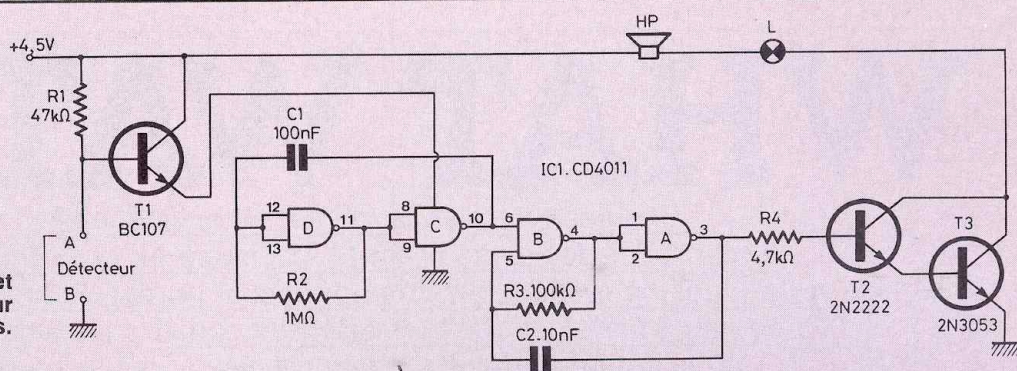 +4,5V
HP
L
R1
47kΩ
C1
100nF
IC1. CD4011
T1
BC107
12
13
D
11
8
9
C
10
6
5
B
4
1
2
A
3
R4
4,7kΩ
T2
2N2222
T3
2N3053
A
Détecteur
B
R2
1MΩ
R3.100kΩ
C2.10nF
et
ur
s.